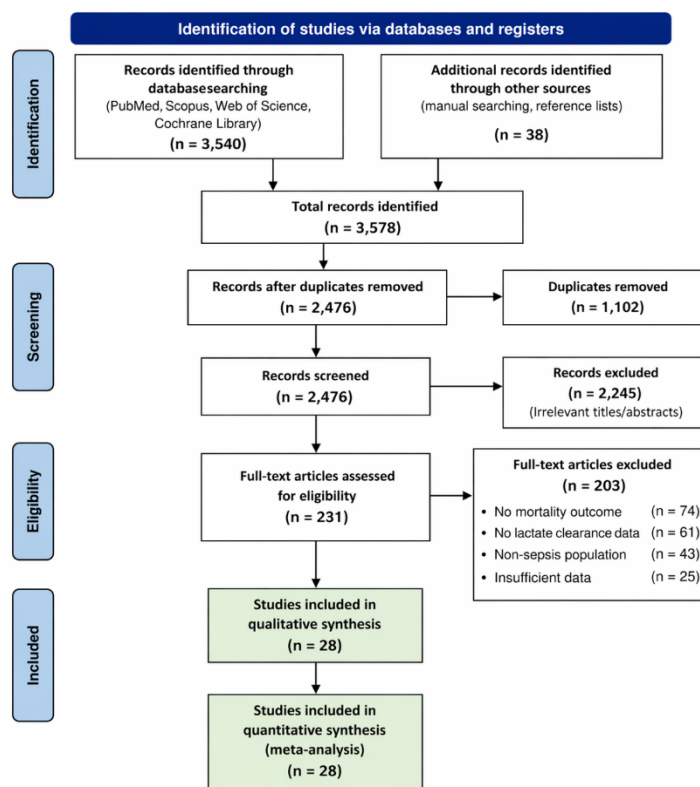 Identification of studies via databases and registers
Identification
Records identified through
databasesearching
(PubMed, Scopus, Web of Science,
Cochrane Library)
(n = 3,540)
Additional records identified
through other sources
(manual searching, reference lists)
(n = 38)
Total records identified
(n = 3,578)
Screening
Records after duplicates removed
(n = 2,476)
Duplicates removed
(n = 1,102)
Records screened
(n = 2,476)
Records excluded
(n = 2,245)
(Irrelevant titles/abstracts)
Eligibility
Full-text articles assessed
for eligibility
(n = 231)
Full-text articles excluded
(n = 203)
• No mortality outcome (n = 74)
• No lactate clearance data (n = 61)
• Non-sepsis population (n = 43)
• Insufficient data (n = 25)
Included
Studies included in
qualitative synthesis
(n = 28)
Studies included in
quantitative synthesis
(meta-analysis)
(n = 28)